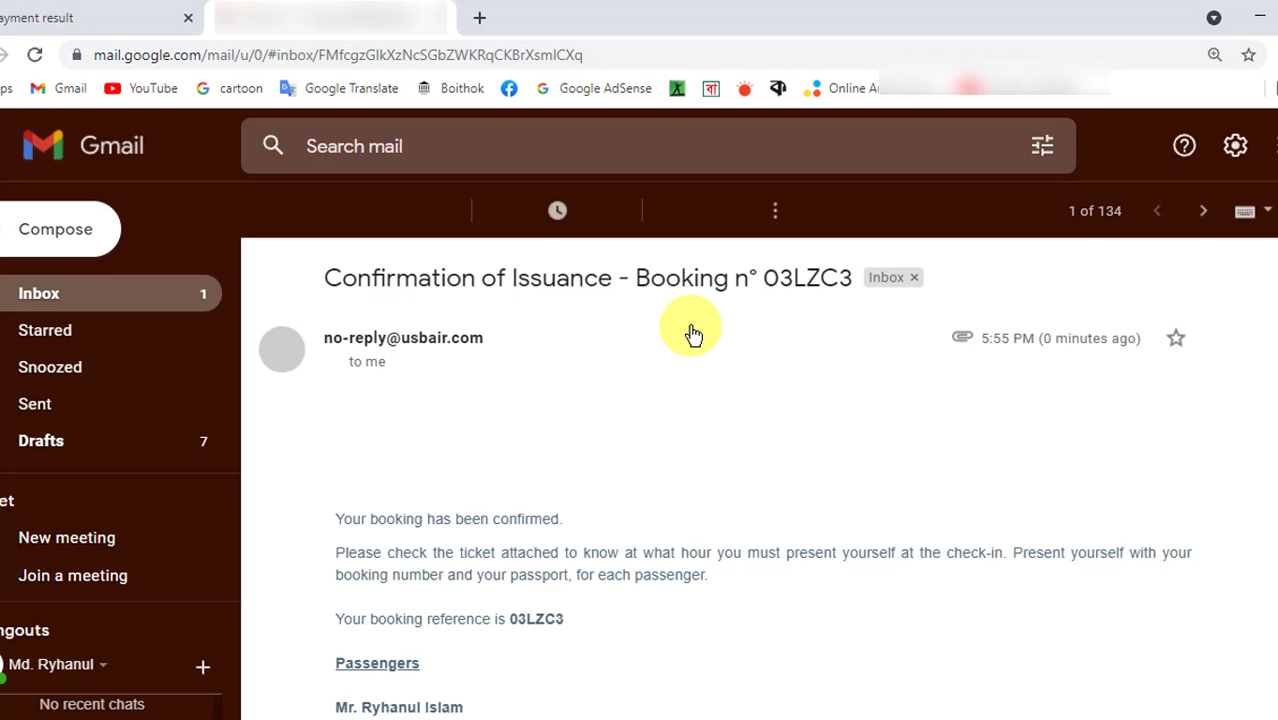 ayment result
mail.google.com/mail/u/0/#inbox/FMfcgzGlkXzNcSGbZWKRqCKBrXsmlCXq
ps Gmail YouTube cartoon Google Translate Boithok Google AdSense বা Online Au
Gmail
Search mail
Compose
1 of 134
Inbox 1
Starred
Snoozed
Sent
Drafts 7
et
New meeting
Join a meeting
ngouts
Md. Ryhanul
No recent chats
Confirmation of Issuance - Booking n° 03LZC3 Inbox
no-reply@usbair.com 5:55 PM (0 minutes ago)
to me
Your booking has been confirmed.
Please check the ticket attached to know at what hour you must present yourself at the check-in. Present yourself with your
booking number and your passport, for each passenger.
Your booking reference is 03LZC3
Passengers
Mr. Ryhanul Islam